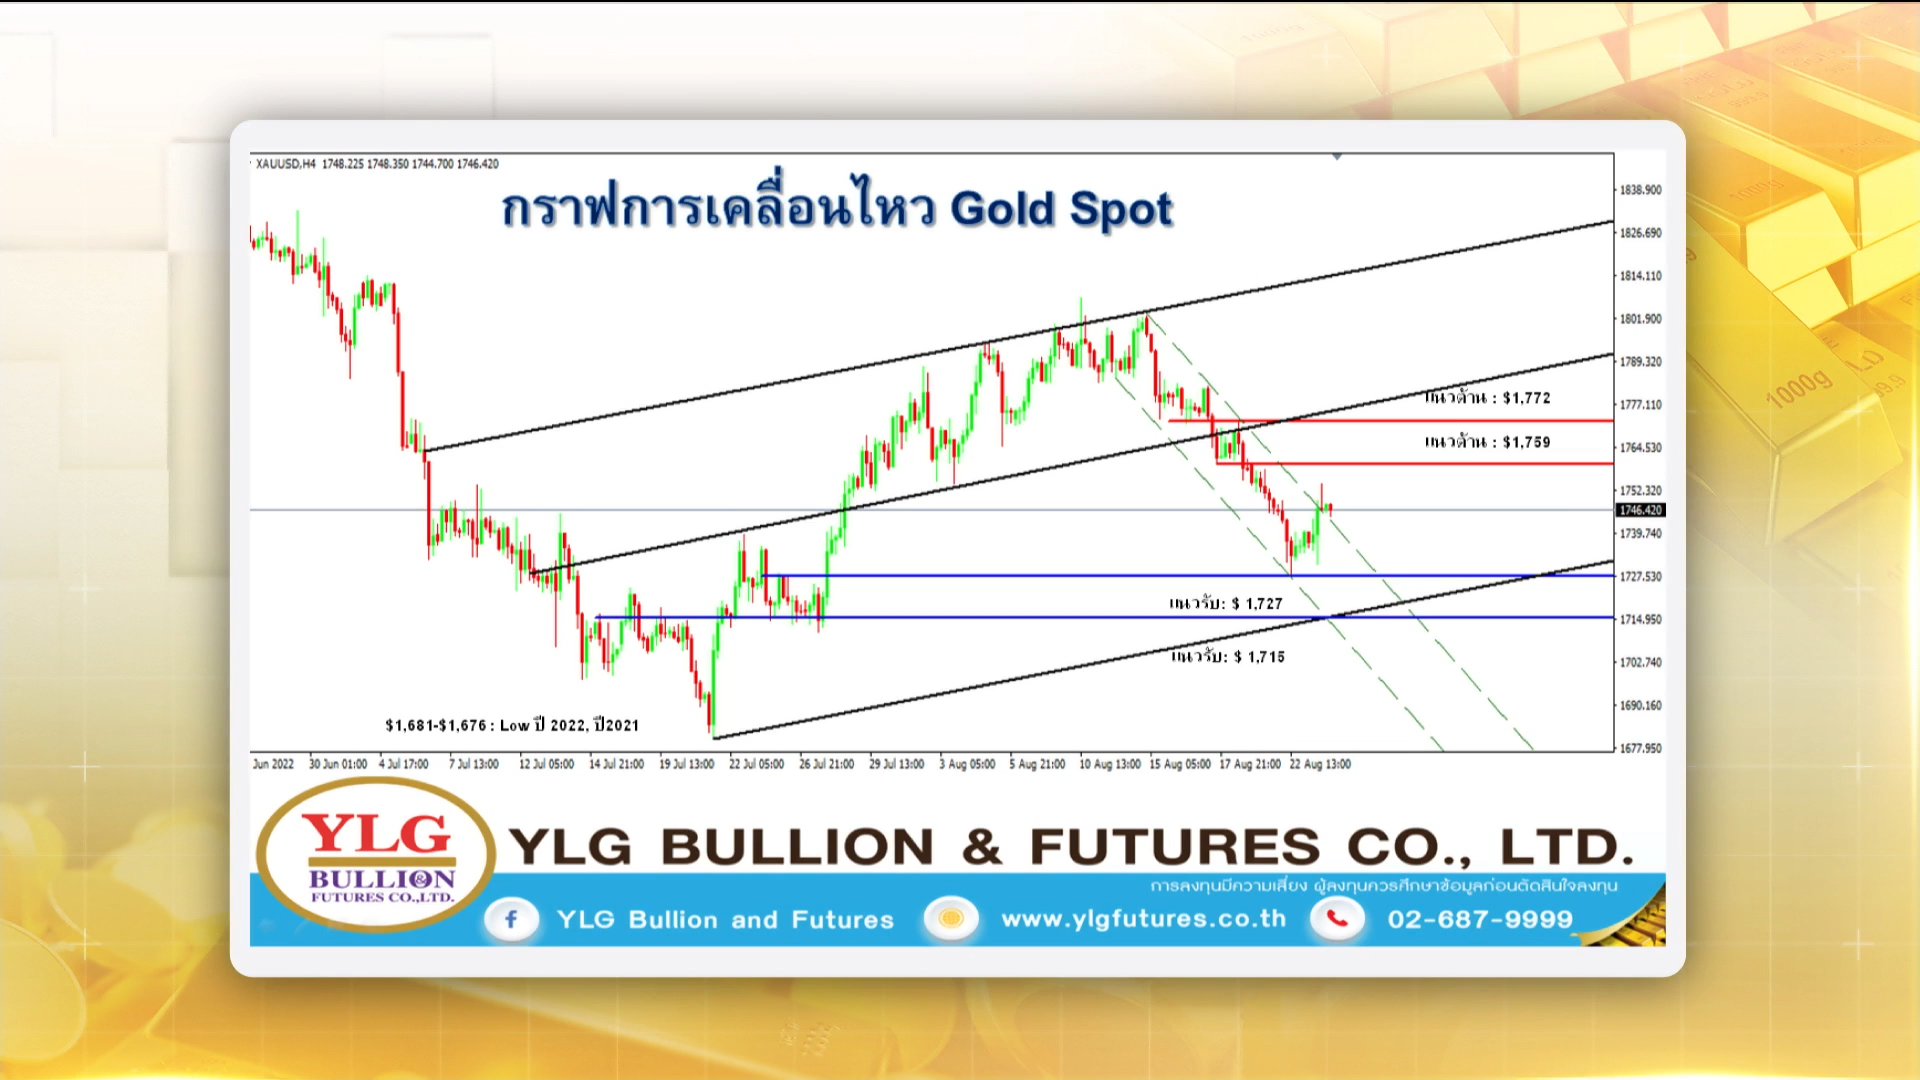 XAUUSD,H4 1748.225 1748.350 1744.700 1746.420
กราฟการเคลื่อนไหว Gold Spot
1838.900
1826.690
1814.110
1801.900
1789.320
แนวต้าน : $1,772
1777.110
แนวต้าน : $1,759
1764.530
1752.320
1746.420
1739.740
1727.530
แนวรับ: $ 1,727
1714.950
แนวรับ: $ 1,715
1702.740
1690.160
$1,681-$1,676 : Low ปี 2022, ปี2021
1677.950
Jun 2022 30 Jun 01:00 4 Jul 17:00 7 Jul 13:00 12 Jul 05:00 14 Jul 21:00 19 Jul 13:00 22 Jul 05:00 26 Jul 21:00 29 Jul 13:00 3 Aug 05:00 5 Aug 21:00 10 Aug 13:00 15 Aug 05:00 17 Aug 21:00 22 Aug 13:00
YLG
BULLION &
FUTURES CO.,LTD.
YLG BULLION & FUTURES CO., LTD.
การลงทุนมีความเสี่ยง ผู้ลงทุนควรศึกษาข้อมูลก่อนตัดสินใจลงทุน
YLG Bullion and Futures www.ylgfutures.co.th 02-687-9999
1000g